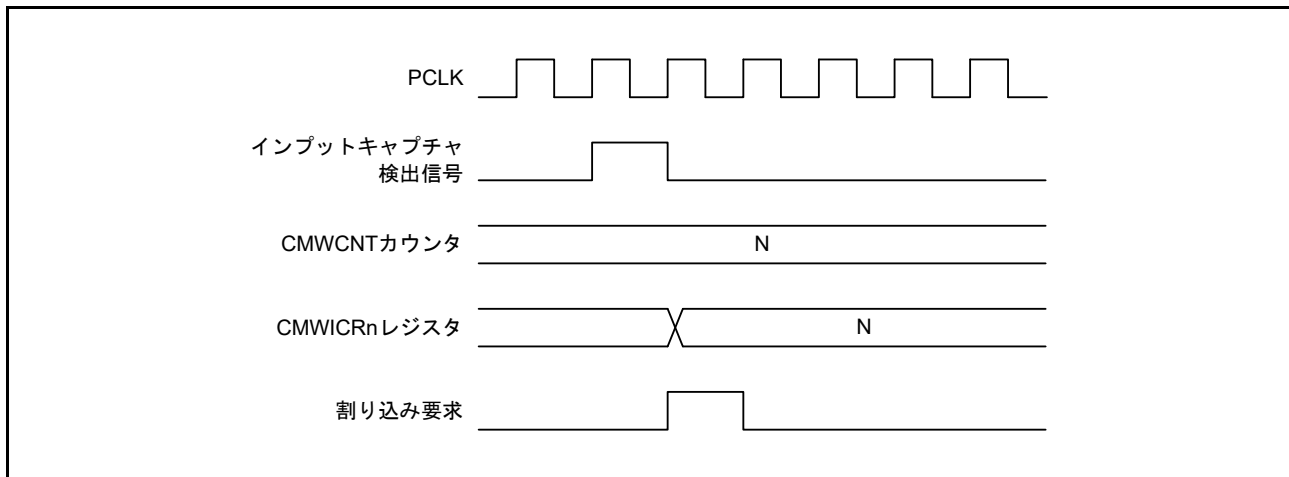 PCLK
インプットキャプチャ
検出信号
CMWCNTカウンタ
N
CMWICRnレジスタ
N
割り込み要求